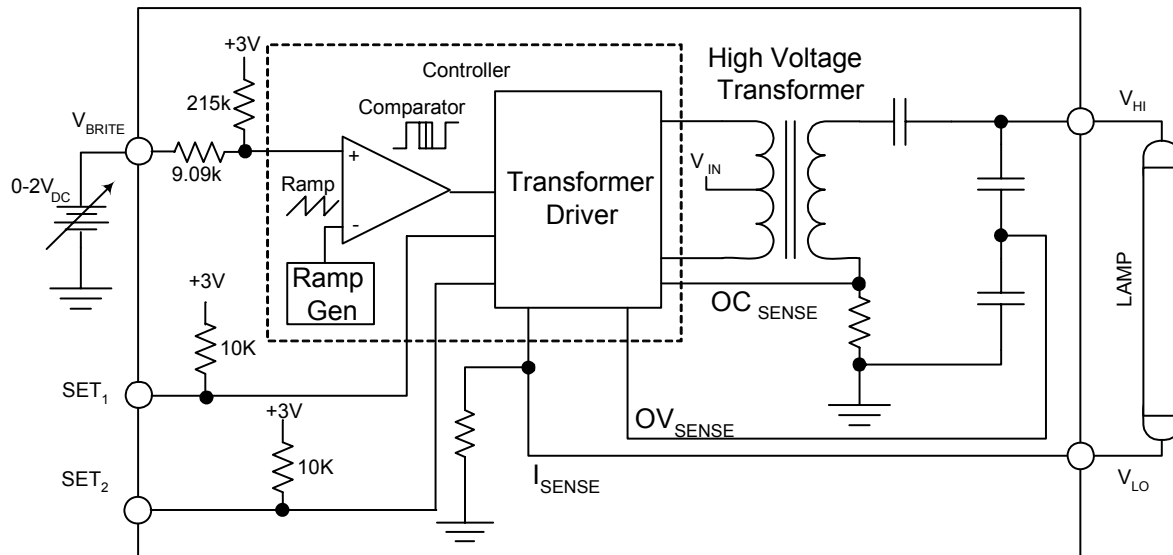 +3V
Controller
High Voltage
Transformer
215k
Comparator
V_BRITE
V_HI
9.09k
+
V_IN
0-2V_DC
Ramp
Transformer
Driver
-
Ramp
Gen
+3V
OC_SENSE
LAMP
10K
SET_1
+3V
OV_SENSE
10K
SET_2
I_SENSE
V_LO